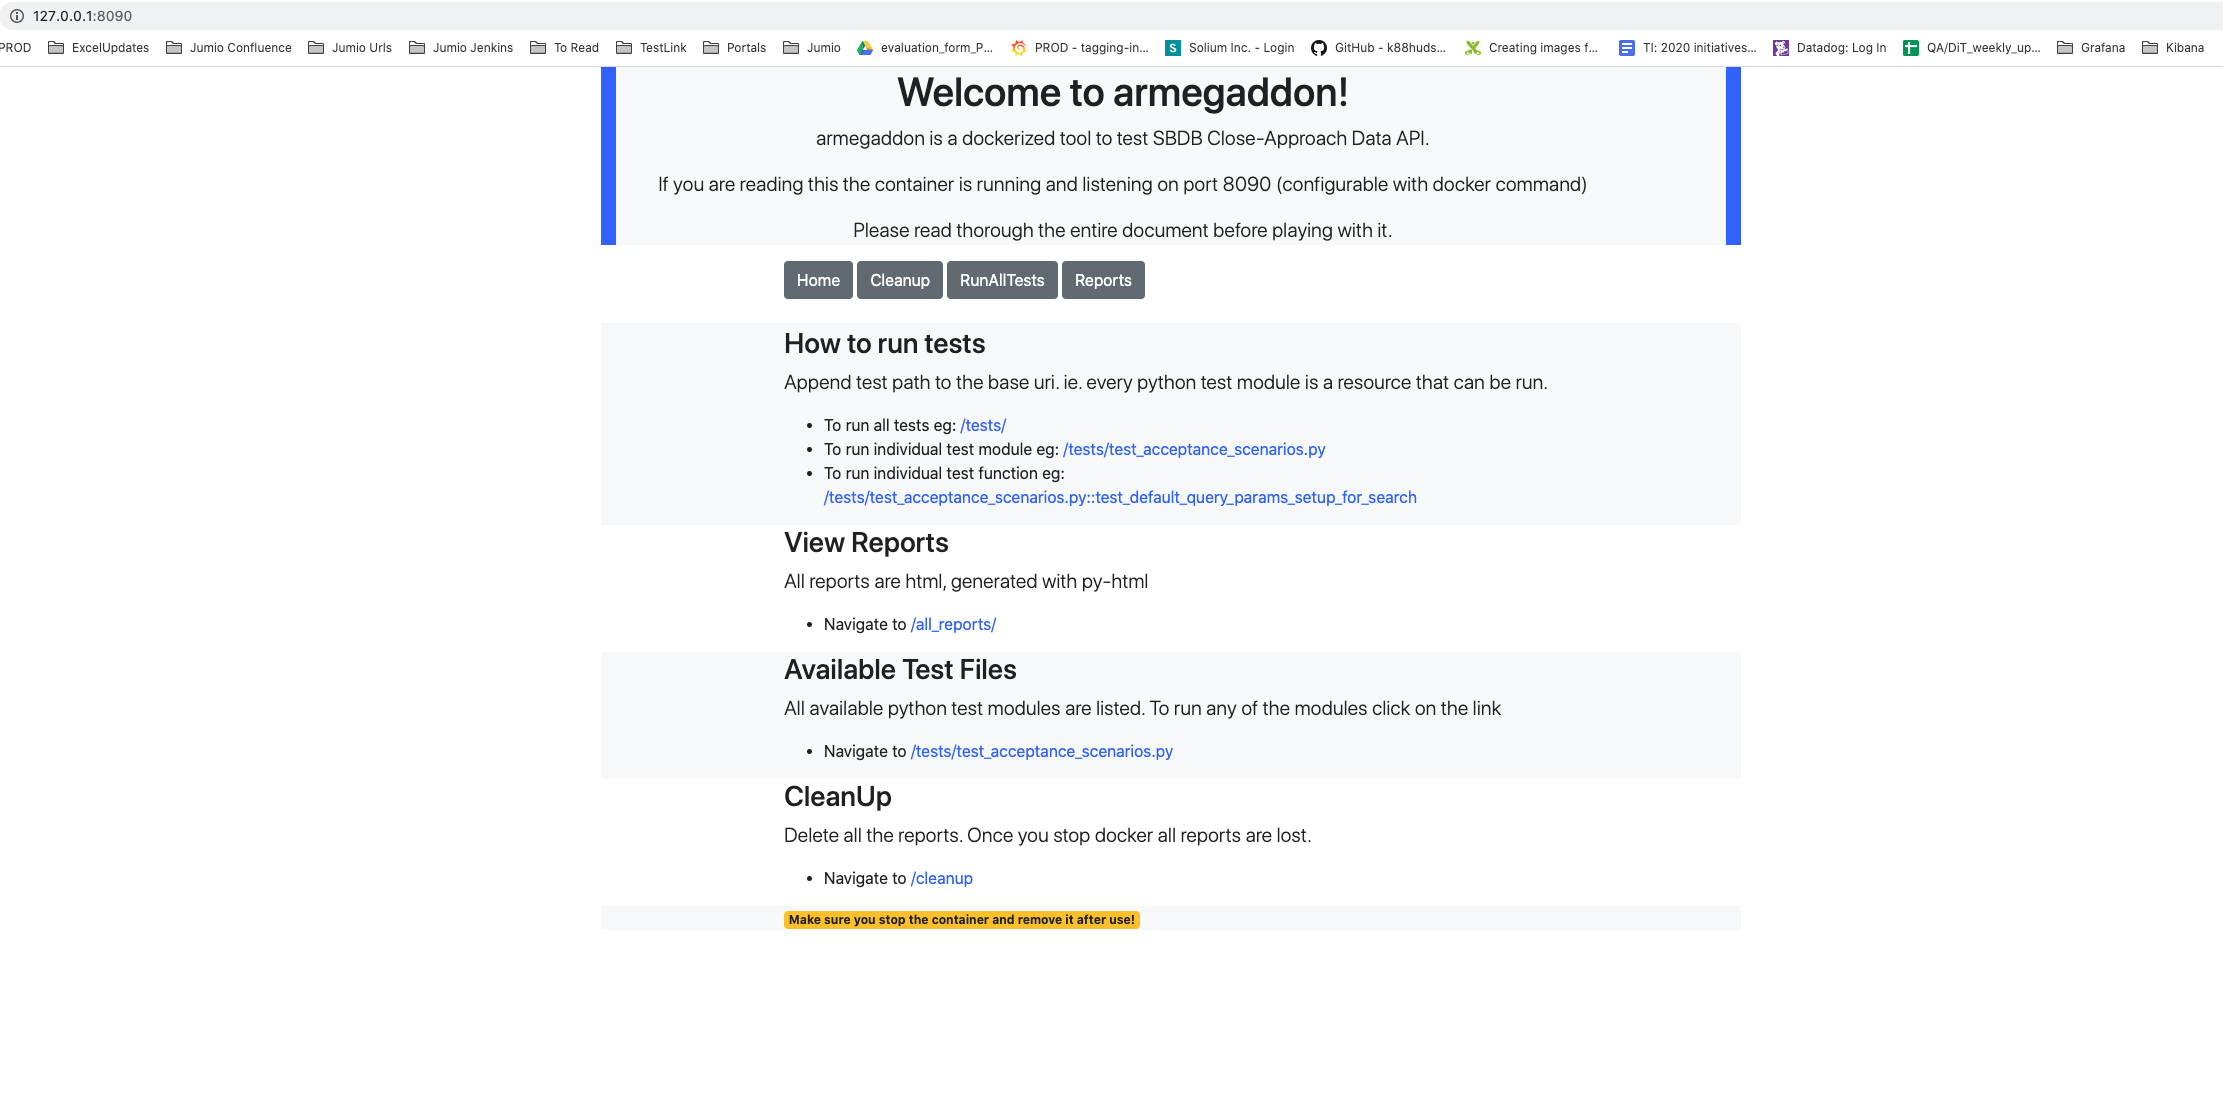 127.0.0.1:8090
PROD ExcelUpdates Jumio Confluence Jumio Urls Jumio Jenkins To Read TestLink Portals Jumio evaluation_form_P... PROD - tagging-in... Solium Inc. - Login GitHub - k88huds... Creating images f... TI: 2020 initiatives... Datadog: Log In QA/DiT_weekly_up... Grafana Kibana
Welcome to armegaddon!
armegaddon is a dockerized tool to test SBDB Close-Approach Data API.
If you are reading this the container is running and listening on port 8090 (configurable with docker command)
Please read thorough the entire document before playing with it.
Home Cleanup RunAllTests Reports
How to run tests
Append test path to the base uri. ie. every python test module is a resource that can be run.
• To run all tests eg: /tests/
• To run individual test module eg: /tests/test_acceptance_scenarios.py
• To run individual test function eg:
/tests/test_acceptance_scenarios.py::test_default_query_params_setup_for_search
View Reports
All reports are html, generated with py-html
• Navigate to /all_reports/
Available Test Files
All available python test modules are listed. To run any of the modules click on the link
• Navigate to /tests/test_acceptance_scenarios.py
CleanUp
Delete all the reports. Once you stop docker all reports are lost.
• Navigate to /cleanup
Make sure you stop the container and remove it after use!